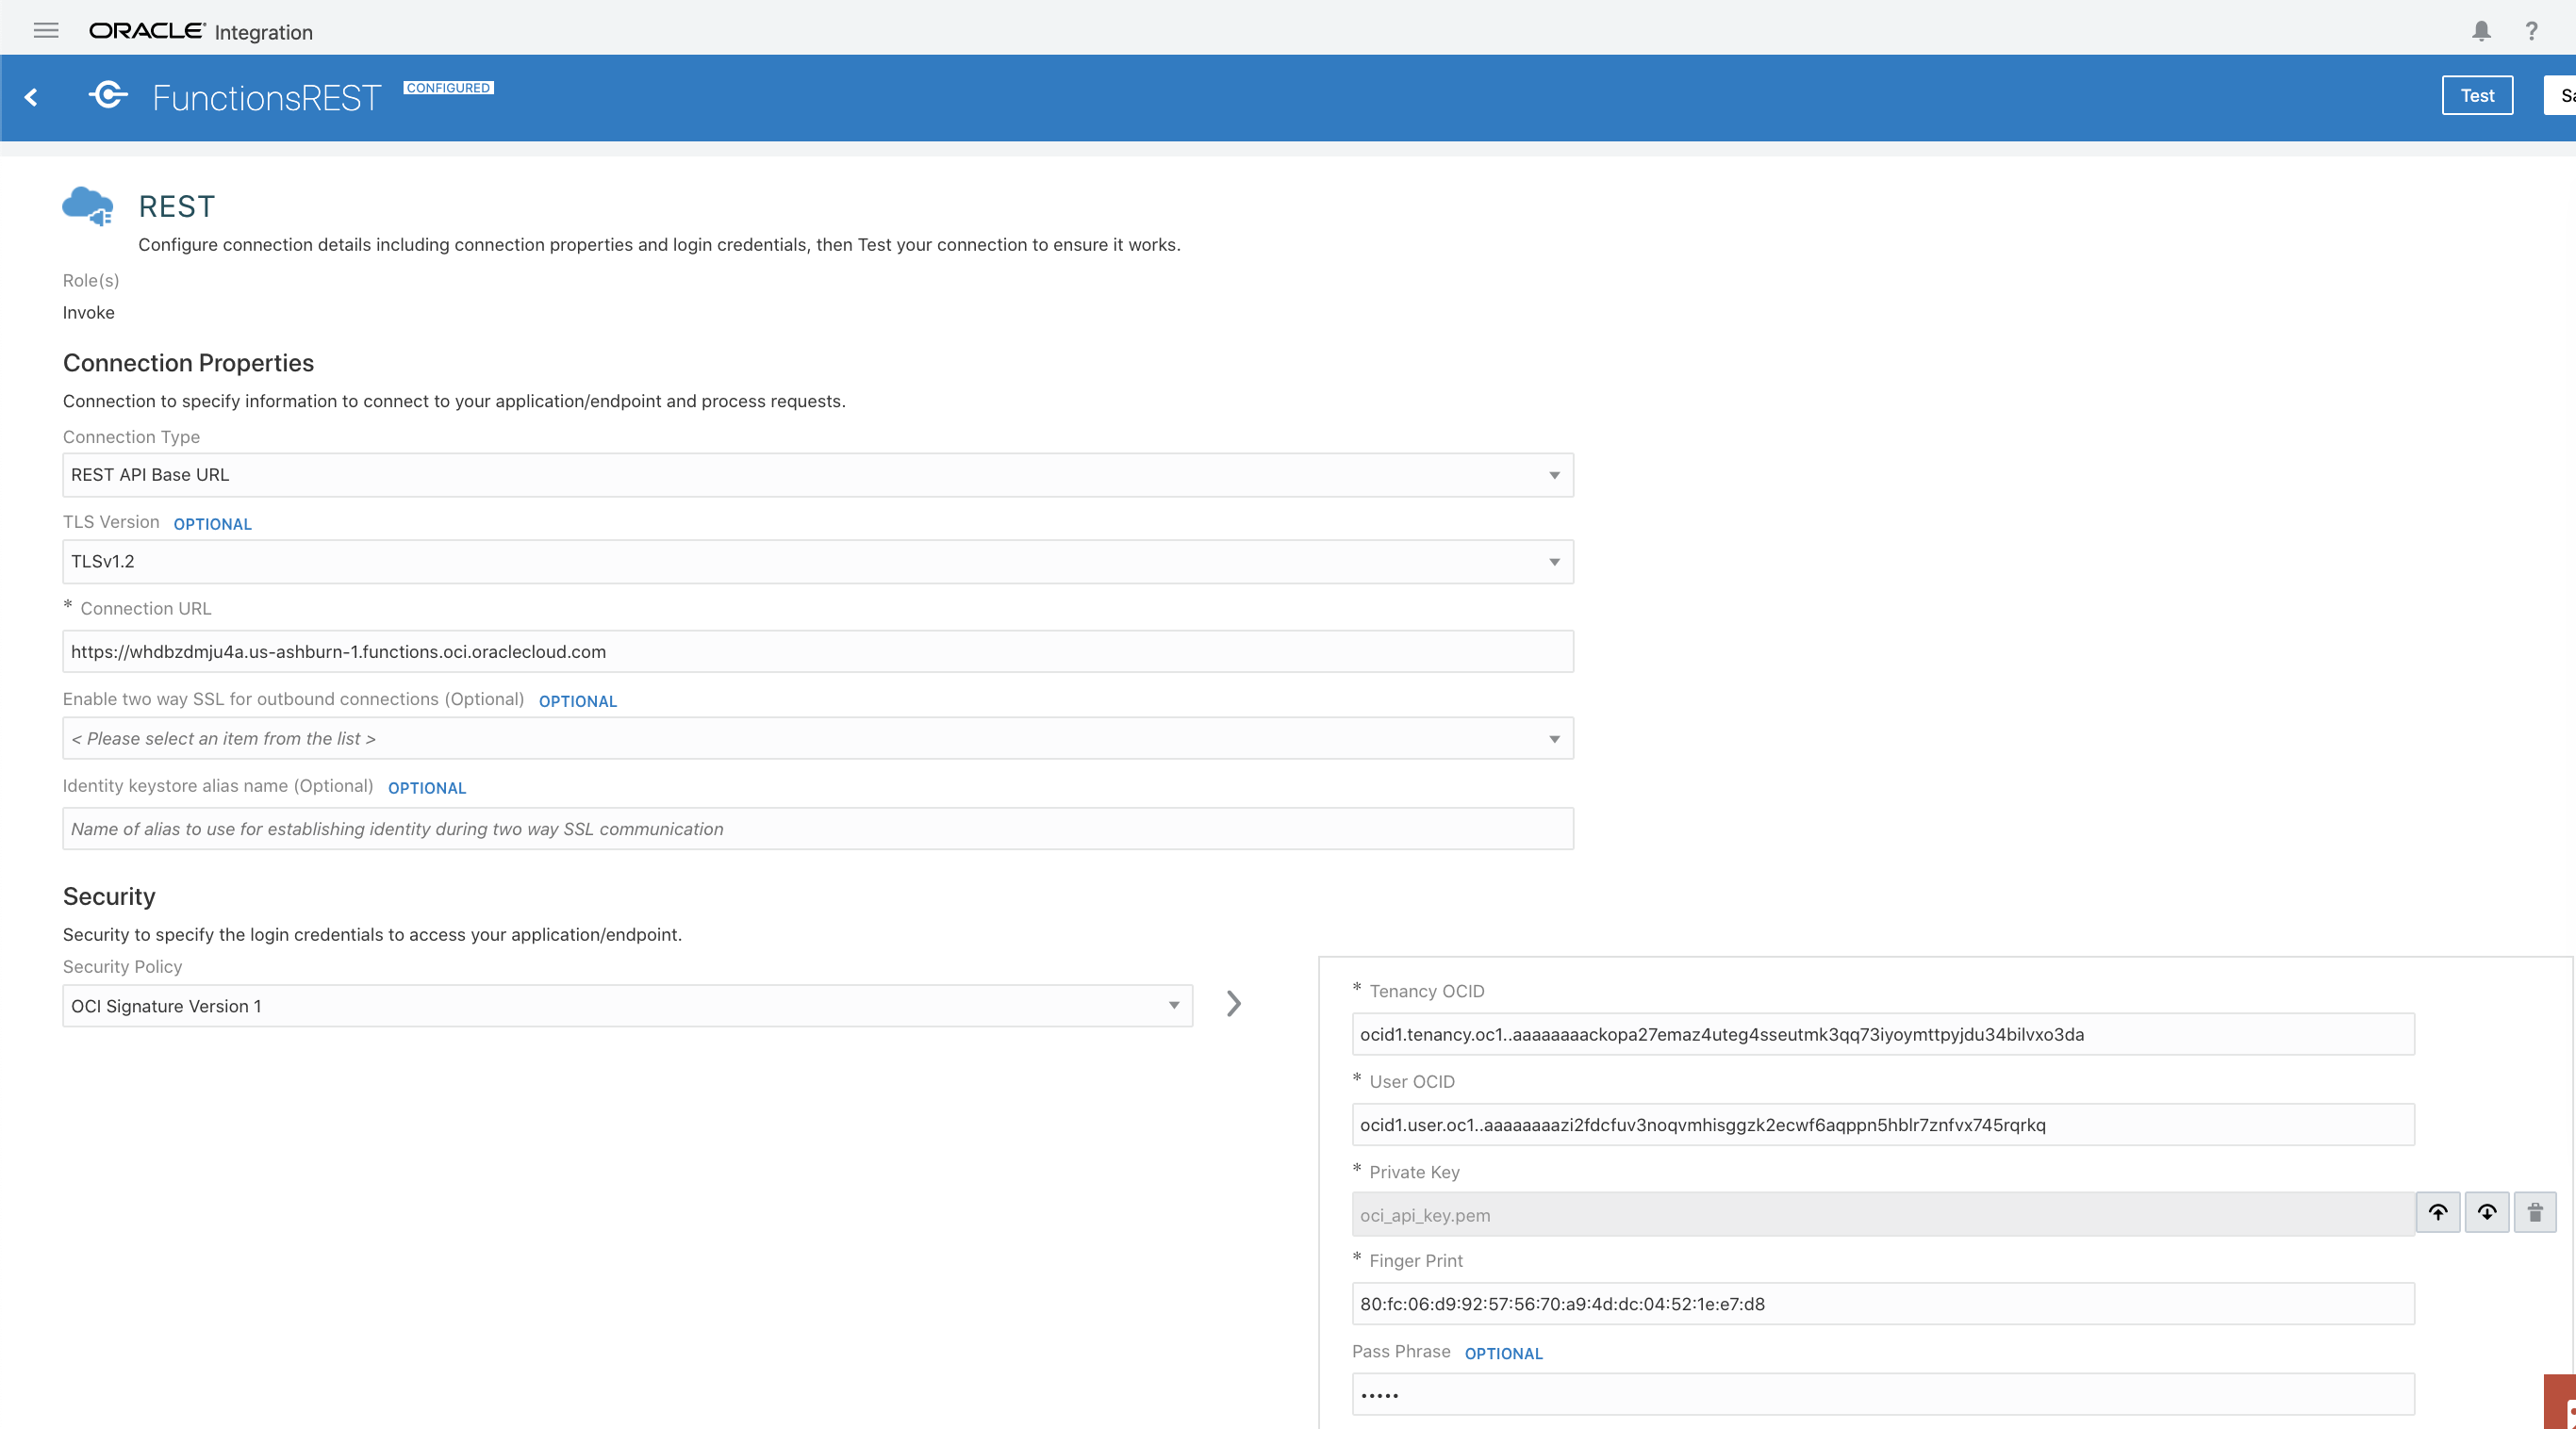 ORACLE Integration
?
FunctionsREST CONFIGURED
Test
REST
Configure connection details including connection properties and login credentials, then Test your connection to ensure it works.
Role(s)
Invoke
Connection Properties
Connection to specify information to connect to your application/endpoint and process requests.
Connection Type
REST API Base URL
TLS Version OPTIONAL
TLSv1.2
* Connection URL
https://whdbzdmju4a.us-ashburn-1.functions.oci.oraclecloud.com
Enable two way SSL for outbound connections (Optional) OPTIONAL
< Please select an item from the list >
Identity keystore alias name (Optional) OPTIONAL
Name of alias to use for establishing identity during two way SSL communication
Security
Security to specify the login credentials to access your application/endpoint.
Security Policy
OCI Signature Version 1
* Tenancy OCID
ocid1.tenancy.oc1..aaaaaaaackopa27emaz4uteg4sseutmk3qq73iyoymttpyjdu34bilvxo3da
* User OCID
ocid1.user.oc1..aaaaaaaazi2fdcfuv3noqvmhisggzk2ecwf6aqppn5hblr7znfvx745rqrkq
* Private Key
oci_api_key.pem
* Finger Print
80:fc:06:d9:92:57:56:70:a9:4d:dc:04:52:1e:e7:d8
Pass Phrase OPTIONAL
•••••